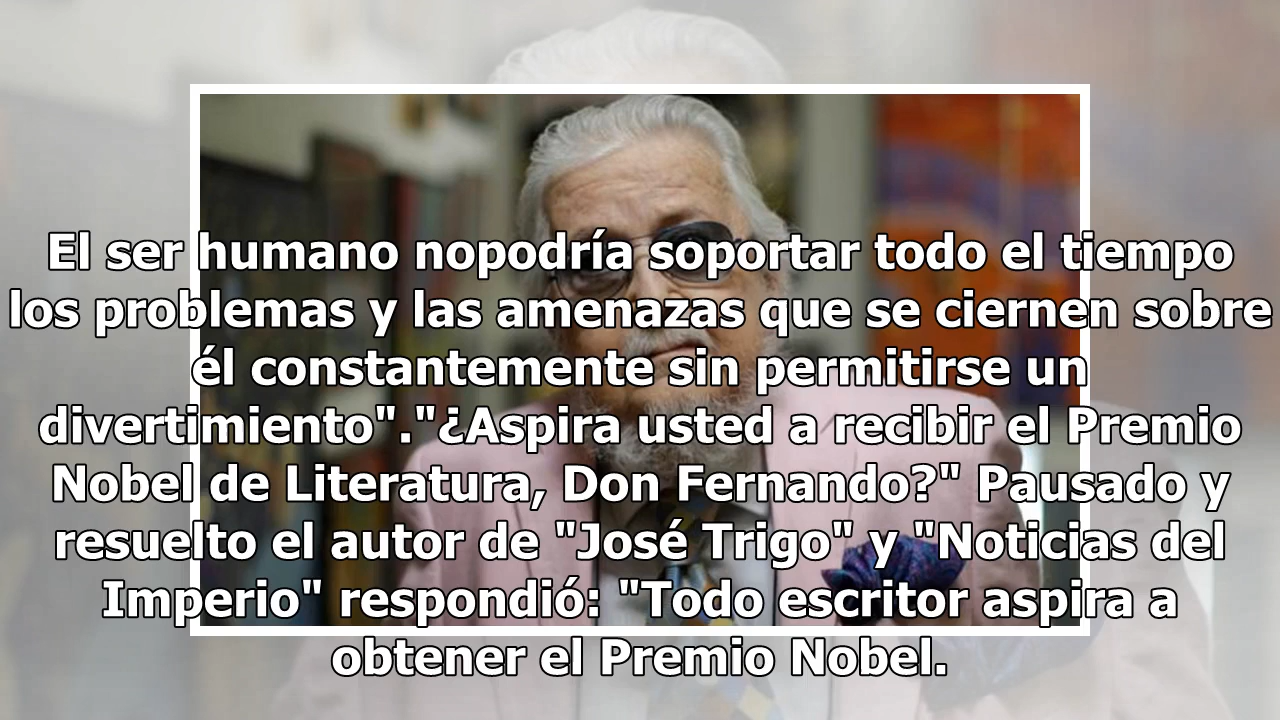 El ser humano nopodría soportar todo el tiempo
los problemas y las amenazas que se ciernen sobre
él constantemente sin permitirse un
divertimiento"."¿Aspira usted a recibir el Premio
Nobel de Literatura, Don Fernando?" Pausado y
resuelto el autor de "José Trigo" y "Noticias del
Imperio" respondió: "Todo escritor aspira a
obtener el Premio Nobel.